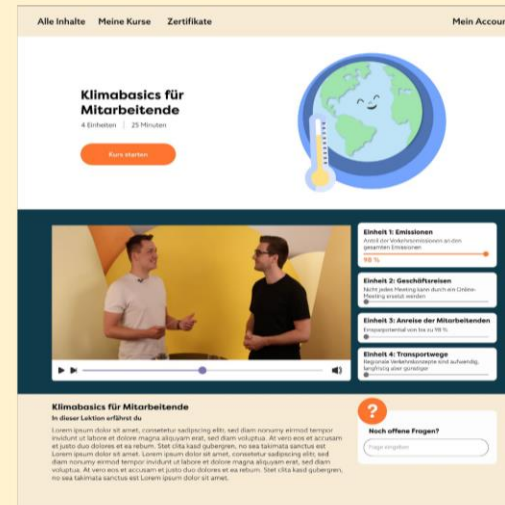 Alle Inhalte Meine Kurse Zertifikate Mein Accoun
Klimabasics für
Mitarbeitende
4 Einheiten | 25 Minuten
Kurs starten
Einheit 1: Emissionen
Anteil der Verkehrsemissionen an den
gesamten Emissionen
98 %
Einheit 2: Geschäftsreisen
Nicht jedes Meeting kann durch ein Online-
Meeting ersetzt werden
Einheit 3: Anreise der Mitarbeitenden
Einsparpotential von bis zu 98 %
Einheit 4: Transportwege
Regionale Verkehrskonzepte sind aufwendig,
langfristig aber günstiger
Klimabasics für Mitarbeitende
In dieser Lektion erfährst du
Lorem ipsum dolor sit amet, consetetur sadipscing elitr, sed diam nonumy eirmod tempor
invidunt ut labore et dolore magna aliquyam erat, sed diam voluptua. At vero eos et accusam
et justo duo dolores et ea rebum. Stet clita kasd gubergren, no sea takimata sanctus est
Lorem ipsum dolor sit amet. Lorem ipsum dolor sit amet, consetetur sadipscing elitr, sed
diam nonumy eirmod tempor invidunt ut labore et dolore magna aliquyam erat, sed diam
voluptua. At vero eos et accusam et justo duo dolores et ea rebum. Stet clita kasd gubergren,
no sea takimata sanctus est Lorem ipsum dolor sit amet.
?
Noch offene Fragen?
Frage eingeben